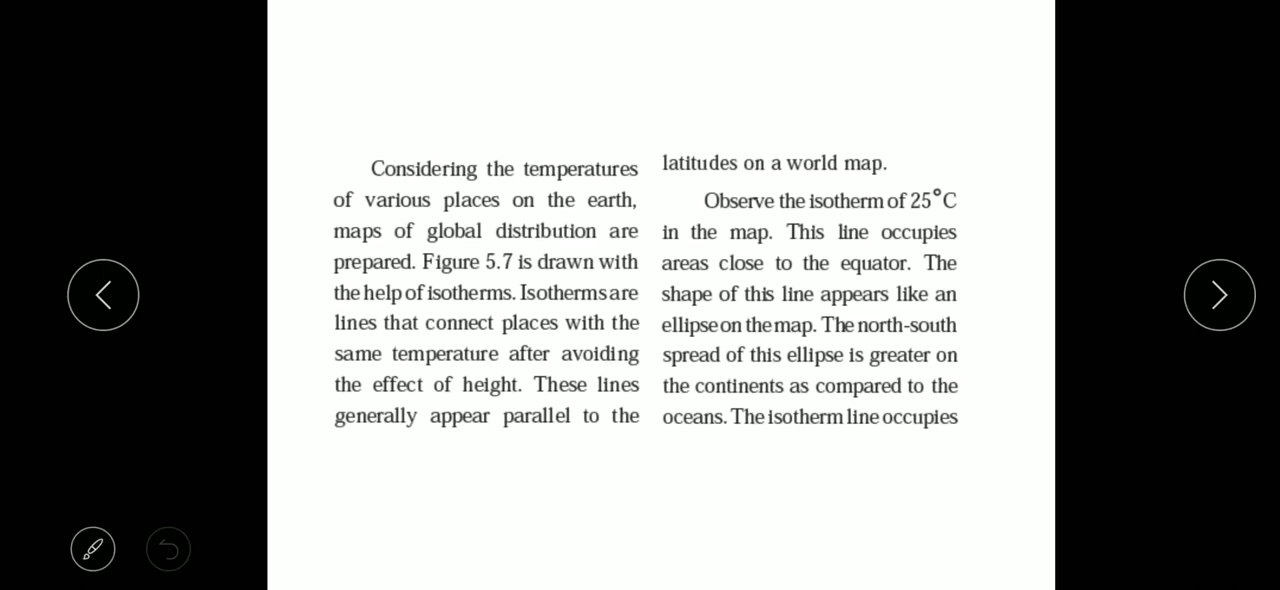 Considering the temperatures
of various places on the earth,
maps of global distribution are
prepared. Figure 5.7 is drawn with
the help of isotherms. Isotherms are
lines that connect places with the
same temperature after avoiding
the effect of height. These lines
generally appear parallel to the
latitudes on a world map.
Observe the isotherm of 25°C
in the map. This line occupies
areas close to the equator. The
shape of this line appears like an
ellipse on the map. The north-south
spread of this ellipse is greater on
the continents as compared to the
oceans. The isotherm line occupies